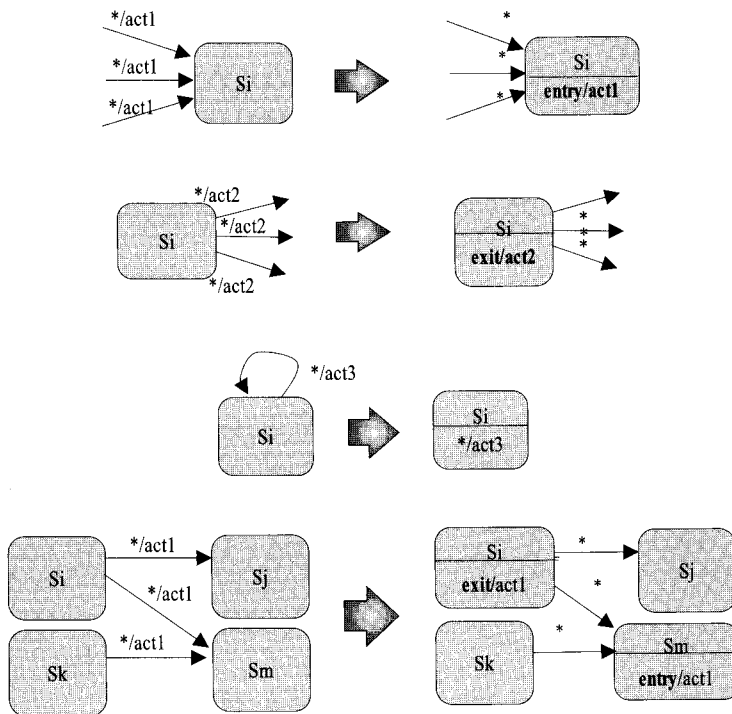 */act1
*/act1
*/act1
Si
*
*
*
Si
entry/act1
*/act2
*/act2
*/act2
Si
*
*
*
Si
exit/act2
*/act3
Si
Si
*/act3
Si
*/act1
Sj
*/act1
Sk
*/act1
Sm
Si
exit/act1
*
Sj
*
Sk
*
Sm
entry/act1